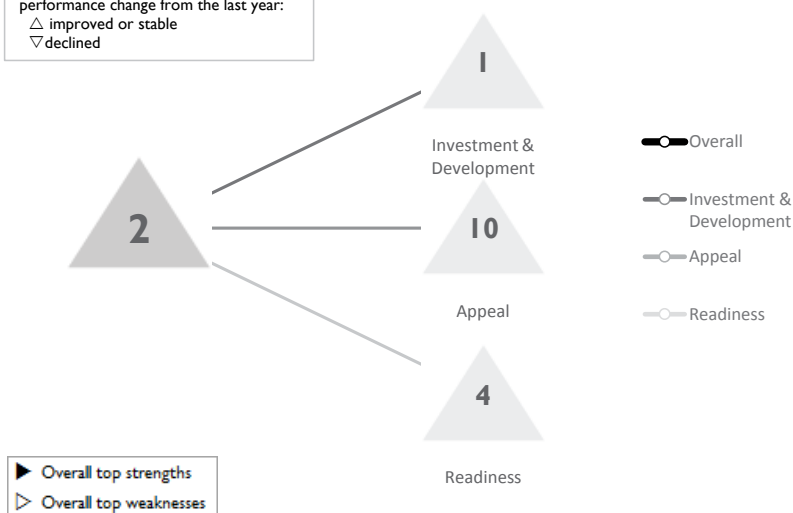 performance change from the last year:
△ improved or stable
▽ declined
1
Investment &
Development
2
10
Appeal
4
Readiness
Overall
Investment &
Development
Appeal
Readiness
▶ Overall top strengths
▷ Overall top weaknesses